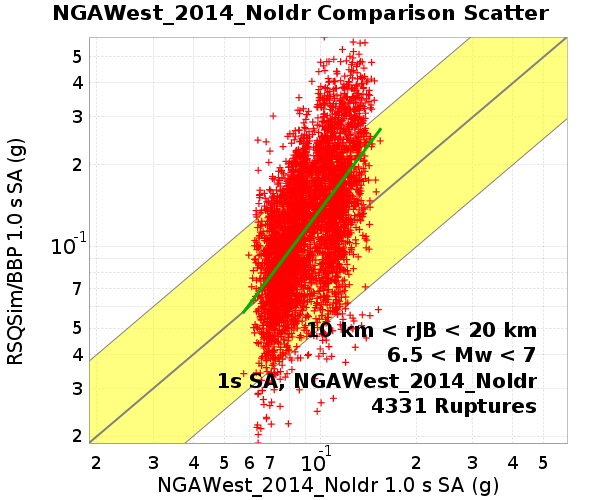 NGAWest_2014_NoIdr Comparison Scatter
RSQSim/BBP 1.0 s SA (g)
5
4
3
2
10-1
7
5
4
3
2
10 km < rJB < 20 km
6.5 < Mw < 7
1s SA, NGAWest_2014_NoIdr
4331 Ruptures
2 3 4 5 6 7 10-1 2 3 4 5
NGAWest_2014_NoIdr 1.0 s SA (g)